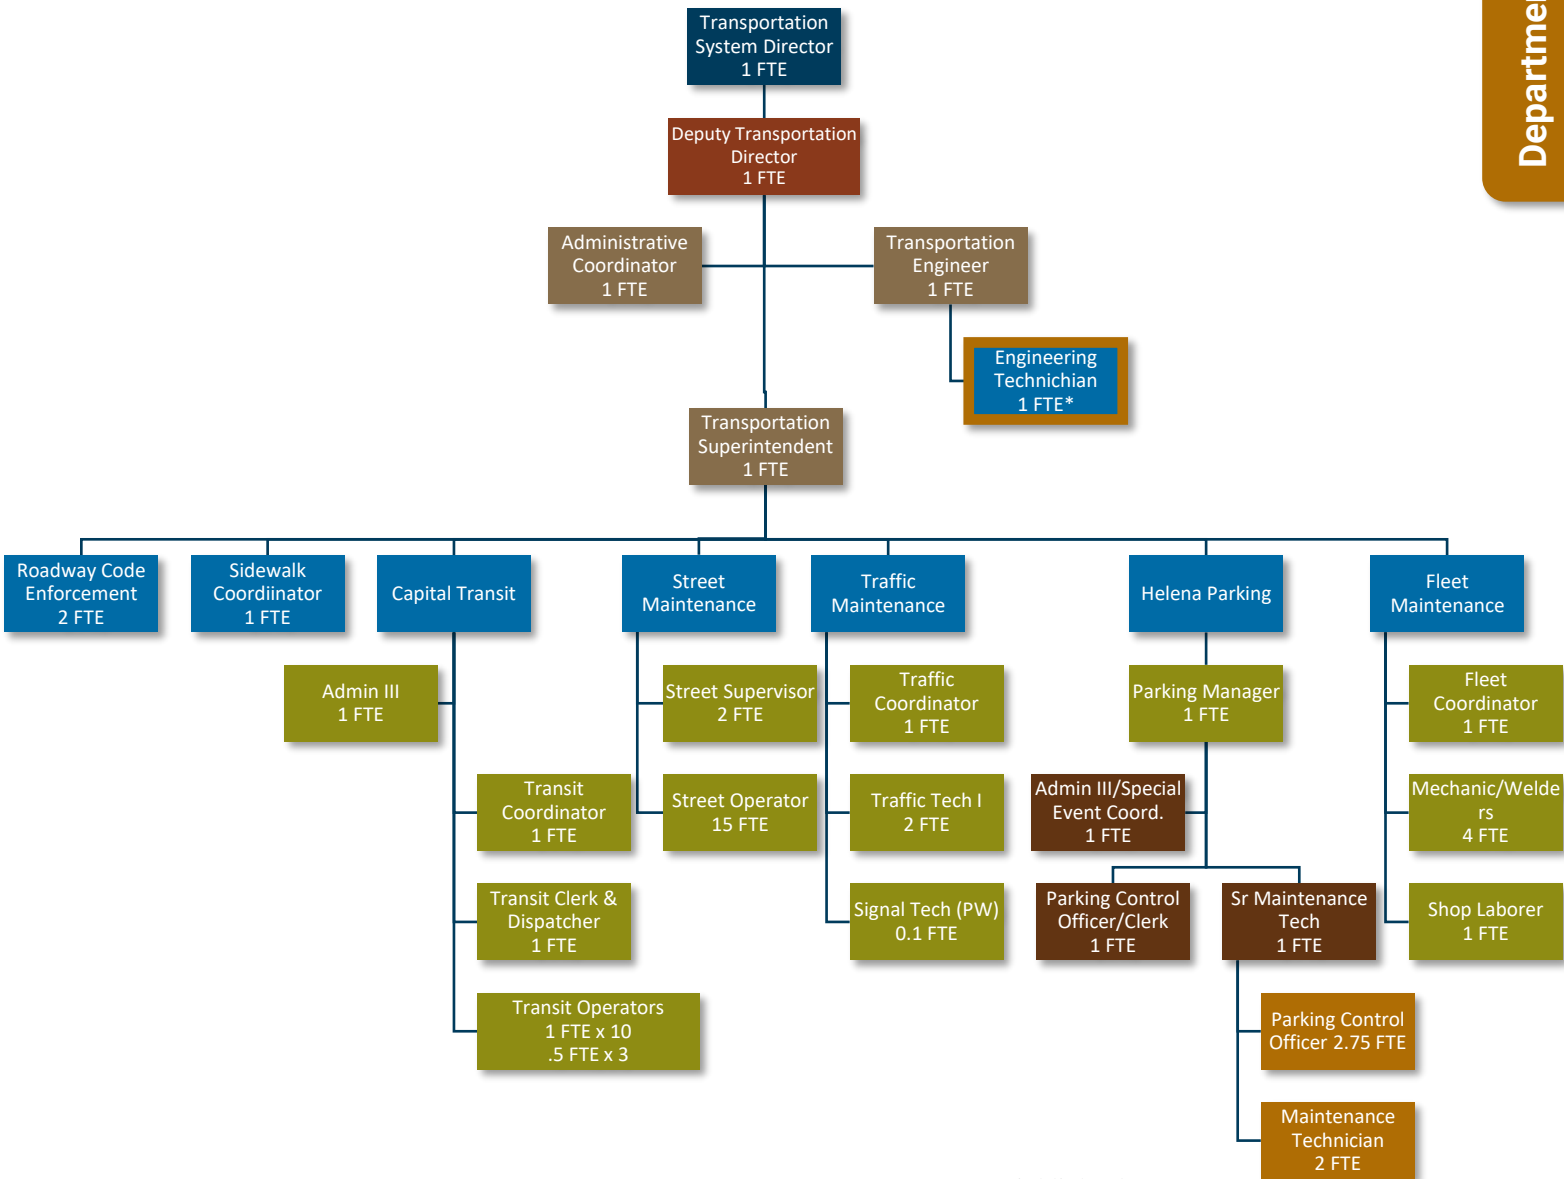 Transportation
System Director
1 FTE
Deputy Transportation
Director
1 FTE
Administrative
Coordinator
1 FTE
Transportation
Engineer
1 FTE
Engineering
Technichian
1 FTE*
Transportation
Superintendent
1 FTE
Roadway Code
Enforcement
2 FTE
Sidewalk
Coordiinator
1 FTE
Capital Transit
Street
Maintenance
Traffic
Maintenance
Helena Parking
Fleet
Maintenance
Admin III
1 FTE
Transit
Coordinator
1 FTE
Transit Clerk &
Dispatcher
1 FTE
Transit Operators
1 FTE x 10
.5 FTE x 3
Street Supervisor
2 FTE
Street Operator
15 FTE
Traffic
Coordinator
1 FTE
Traffic Tech I
2 FTE
Signal Tech (PW)
0.1 FTE
Parking Manager
1 FTE
Admin III/Special
Event Coord.
1 FTE
Parking Control
Officer/Clerk
1 FTE
Sr Maintenance
Tech
1 FTE
Parking Control
Officer 2.75 FTE
Maintenance
Technician
2 FTE
Fleet
Coordinator
1 FTE
Mechanic/Welde
rs
4 FTE
Shop Laborer
1 FTE